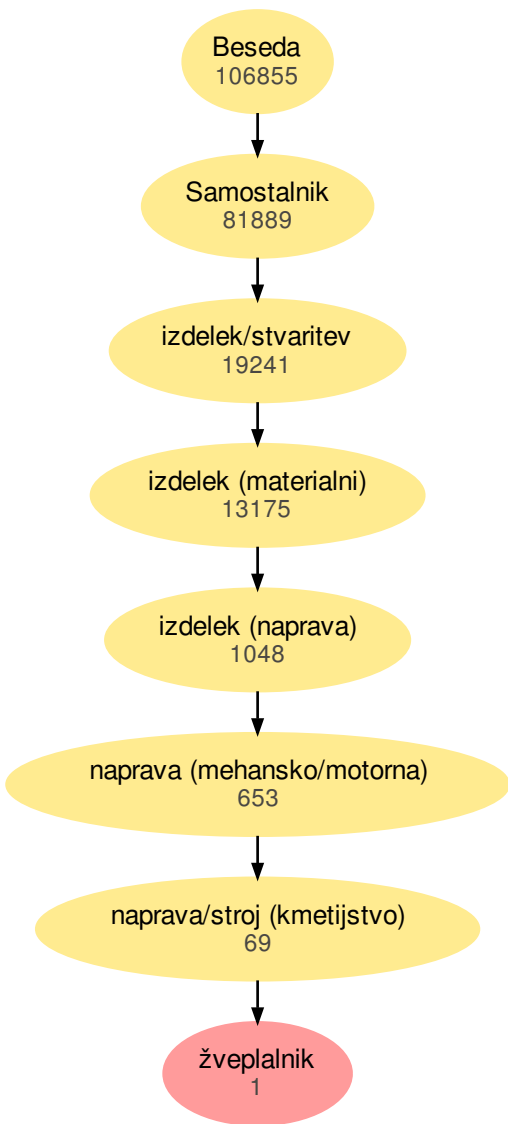 Beseda
106855
Samostalnik
81889
izdelek/stvaritev
19241
izdelek (materialni)
13175
izdelek (naprava)
1048
naprava (mehansko/motorna)
653
naprava/stroj (kmetijstvo)
69
žveplalnik
1